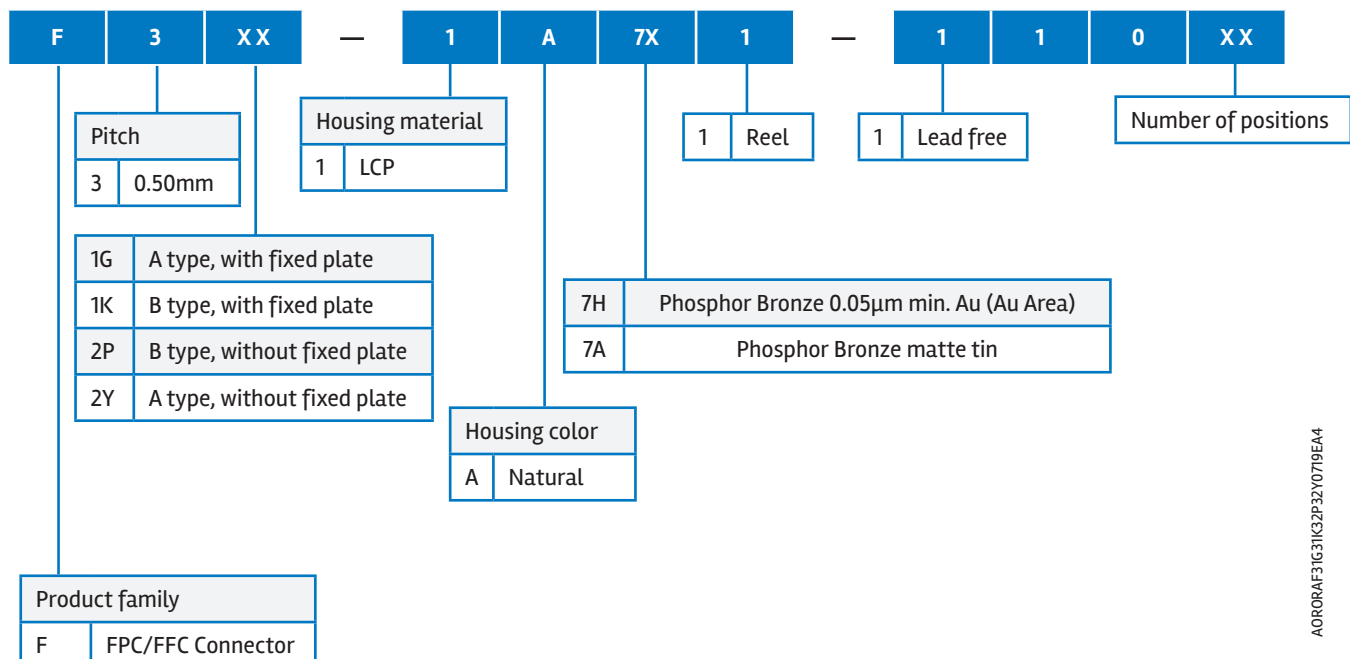 F 3 XX — 1 A 7X 1 — 1 1 0 XX
Pitch
3 0.50mm
Housing material
1 LCP
1 Reel
1 Lead free
Number of positions
1G A type, with fixed plate
1K B type, with fixed plate
2P B type, without fixed plate
2Y A type, without fixed plate
7H Phosphor Bronze 0.05µm min. Au (Au Area)
7A Phosphor Bronze matte tin
Housing color
A Natural
Product family
F FPC/FFC Connector
AORORAF31G31K32P32Y0719EA4